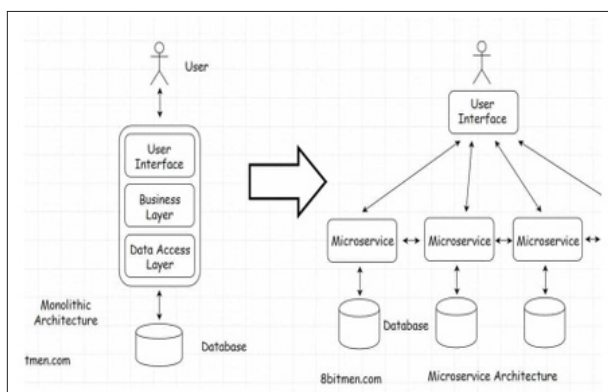 User
User
Interface
Business
Layer
Data Access
Layer
Monolithic
Architecture
Database
tmen.com
User
Interface
Microservice
Microservice
Microservice
Database
8bitmen.com
Microservice Architecture